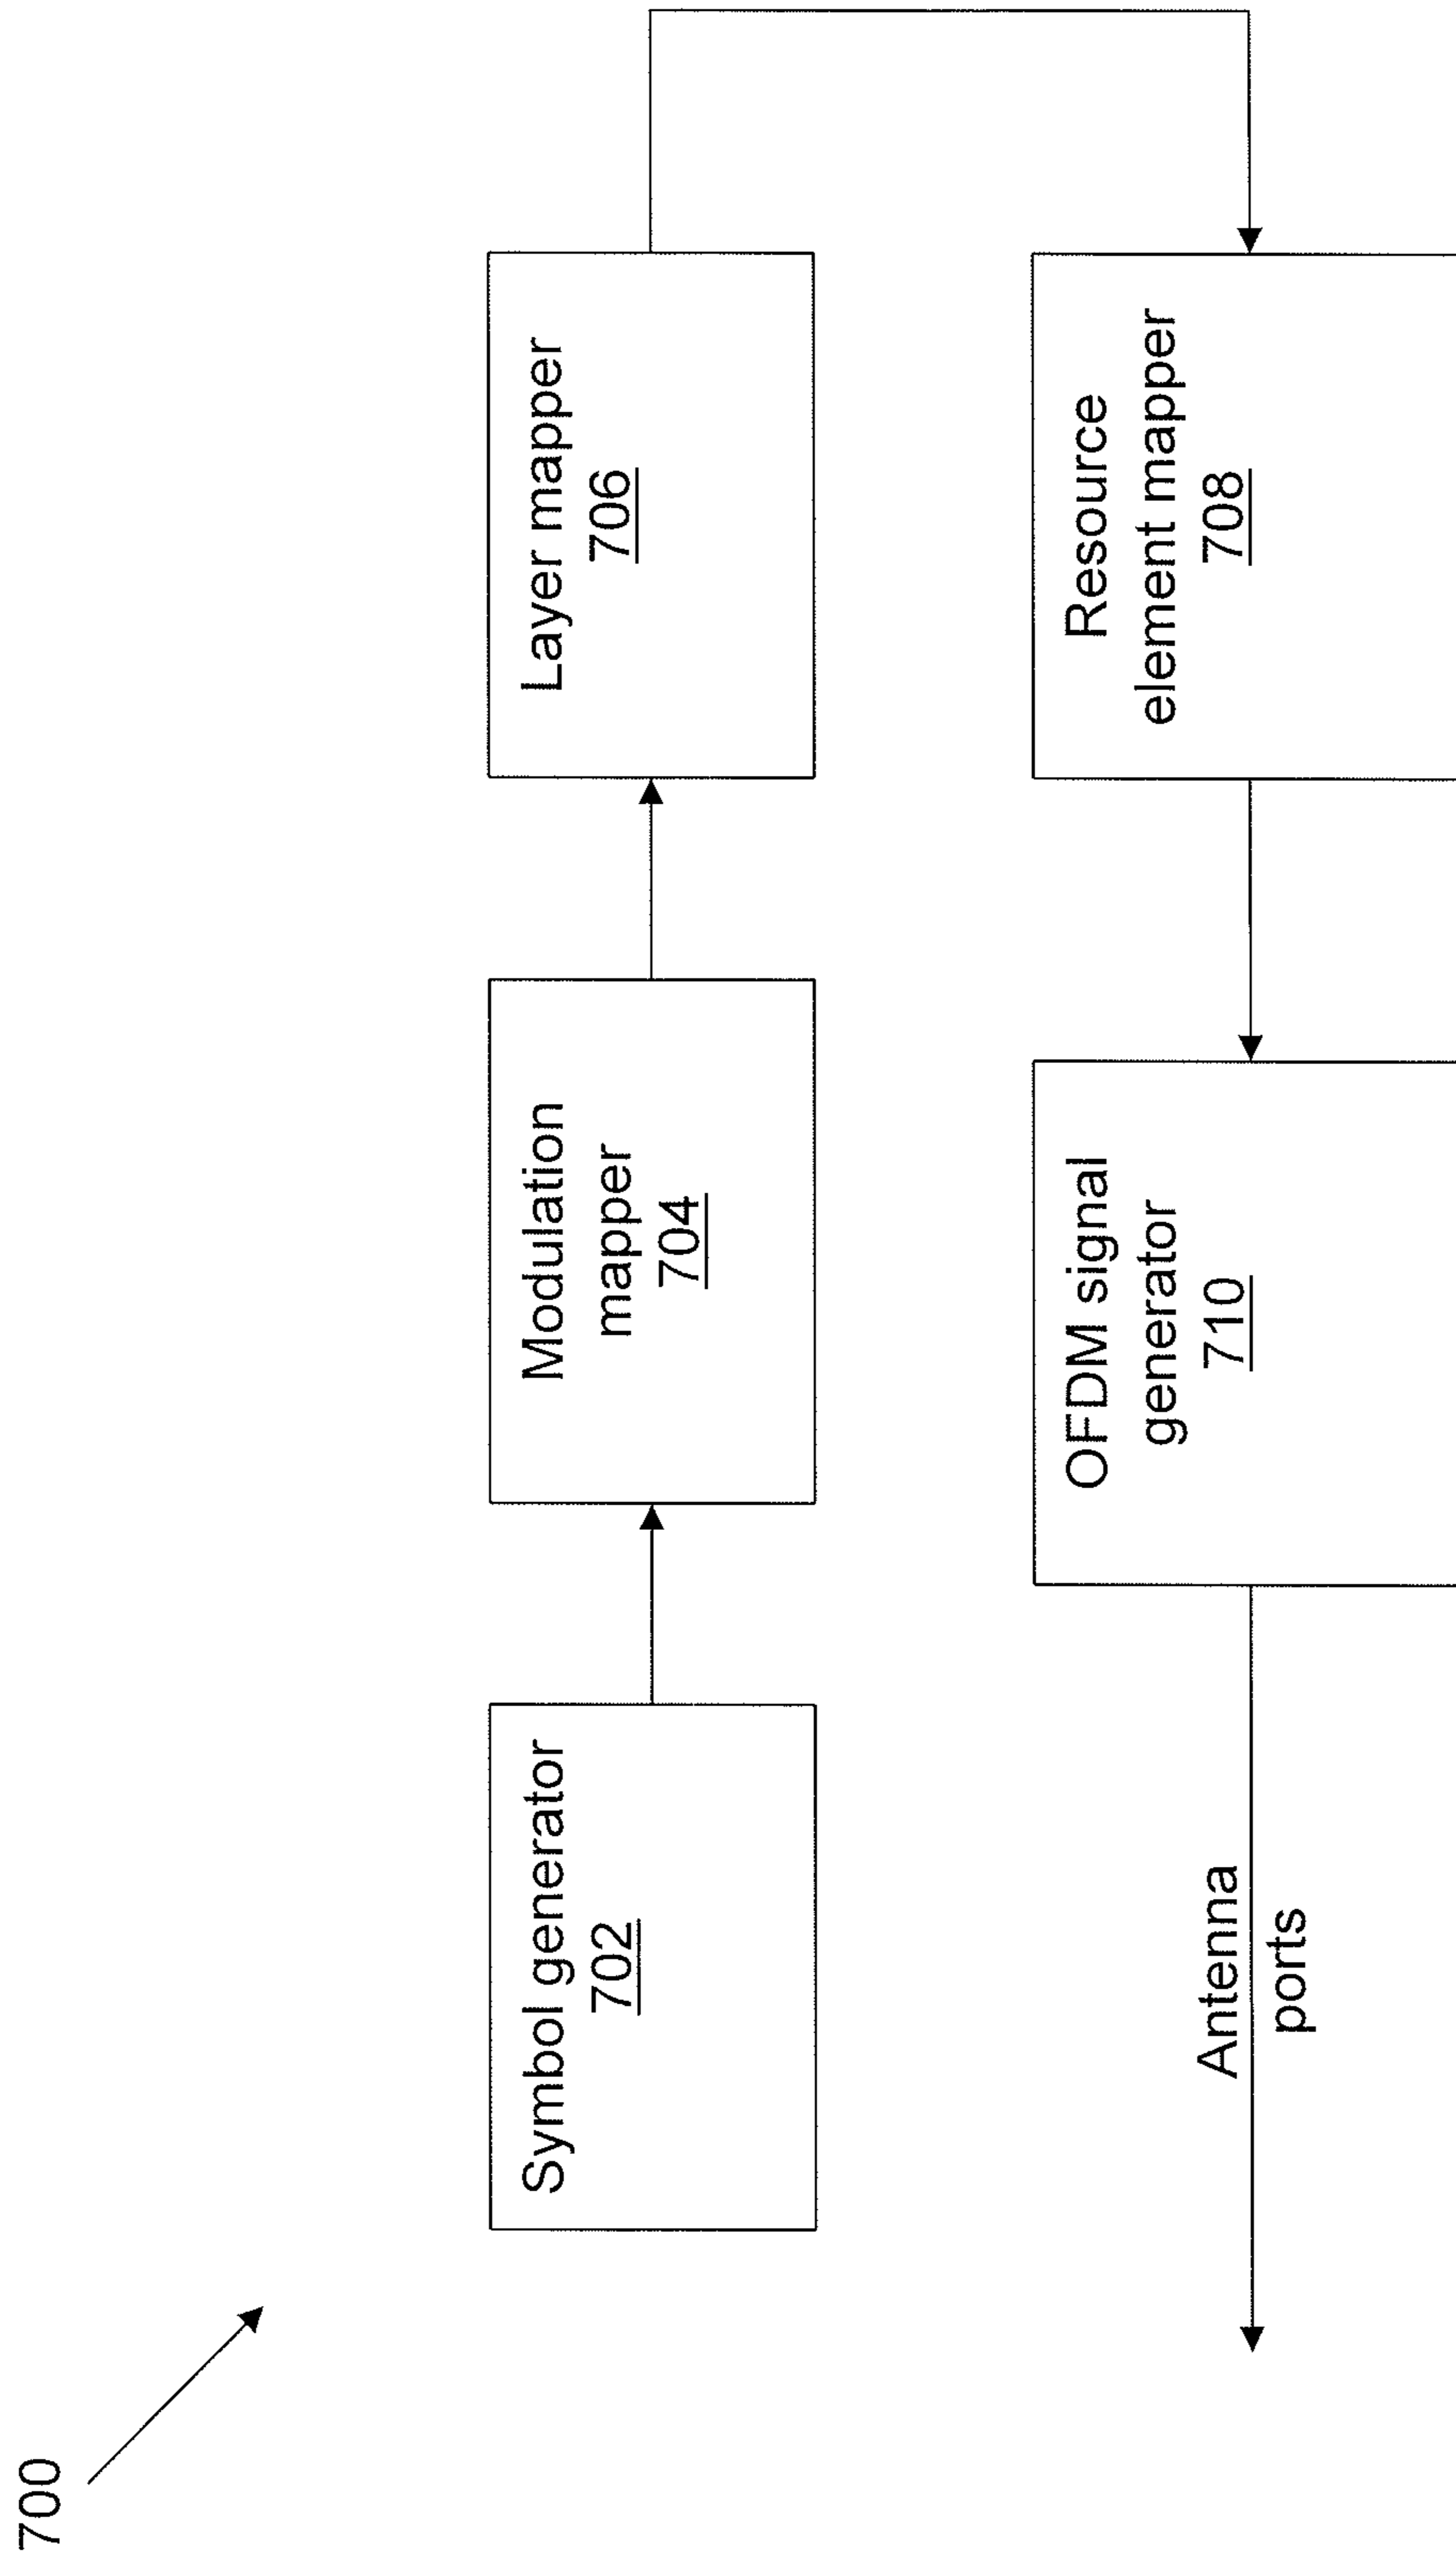 700
Symbol generator
702
Modulation
mapper
704
Layer mapper
706
Resource
element mapper
708
OFDM signal
generator
710
Antenna
ports